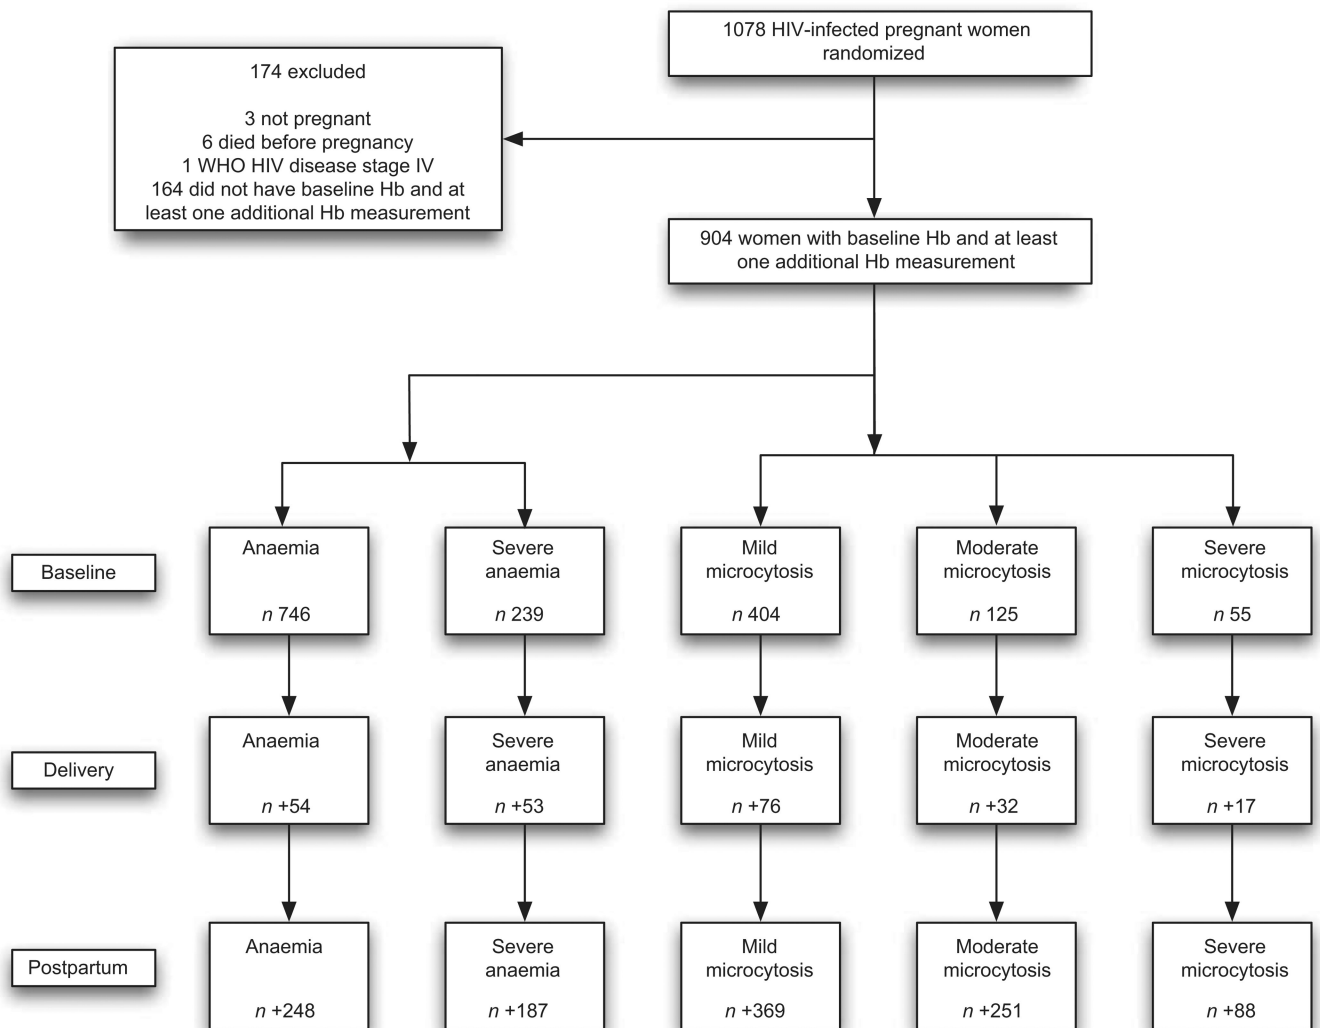 1078 HIV-infected pregnant women
randomized
174 excluded
3 not pregnant
6 died before pregnancy
1 WHO HIV disease stage IV
164 did not have baseline Hb and at
least one additional Hb measurement
904 women with baseline Hb and at least
one additional Hb measurement
Baseline
Anaemia
n 746
Severe
anaemia
n 239
Mild
microcytosis
n 404
Moderate
microcytosis
n 125
Severe
microcytosis
n 55
Delivery
Anaemia
n +54
Severe
anaemia
n +53
Mild
microcytosis
n +76
Moderate
microcytosis
n +32
Severe
microcytosis
n +17
Postpartum
Anaemia
n +248
Severe
anaemia
n +187
Mild
microcytosis
n +369
Moderate
microcytosis
n +251
Severe
microcytosis
n +88